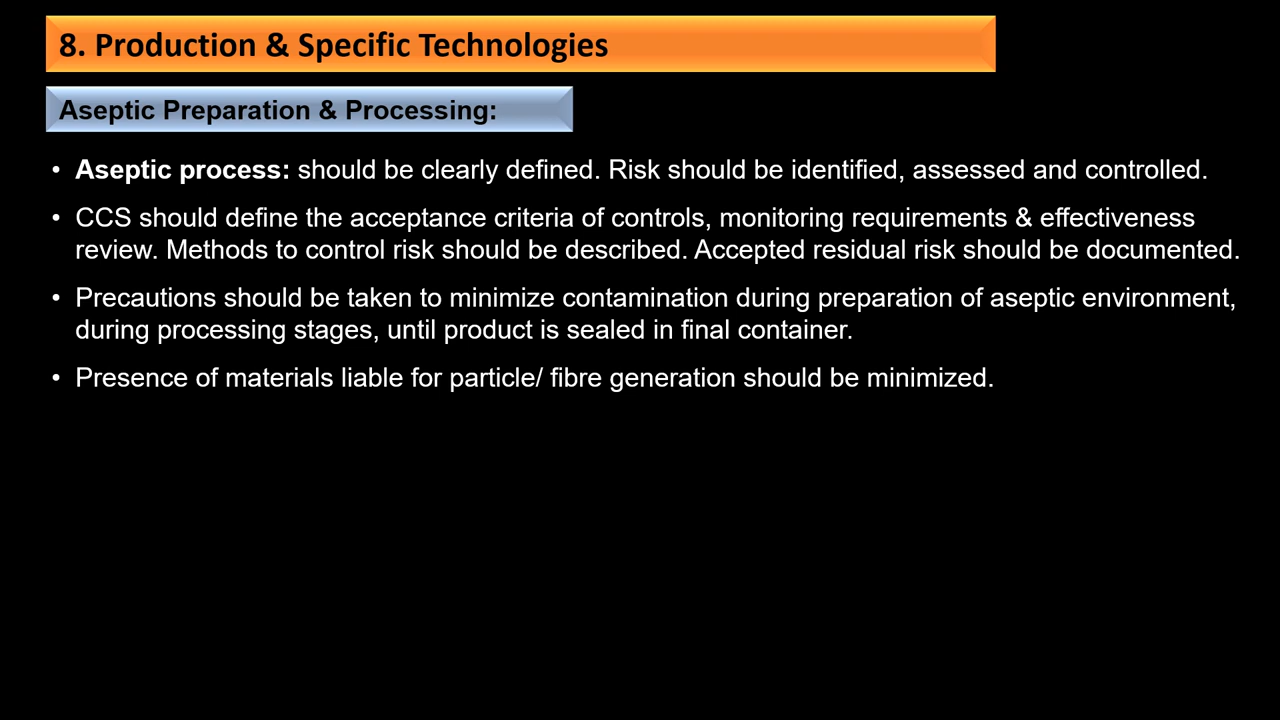 8. Production & Specific Technologies
Aseptic Preparation & Processing:
• Aseptic process: should be clearly defined. Risk should be identified, assessed and controlled.
• CCS should define the acceptance criteria of controls, monitoring requirements & effectiveness
review. Methods to control risk should be described. Accepted residual risk should be documented.
• Precautions should be taken to minimize contamination during preparation of aseptic environment,
during processing stages, until product is sealed in final container.
• Presence of materials liable for particle/ fibre generation should be minimized.